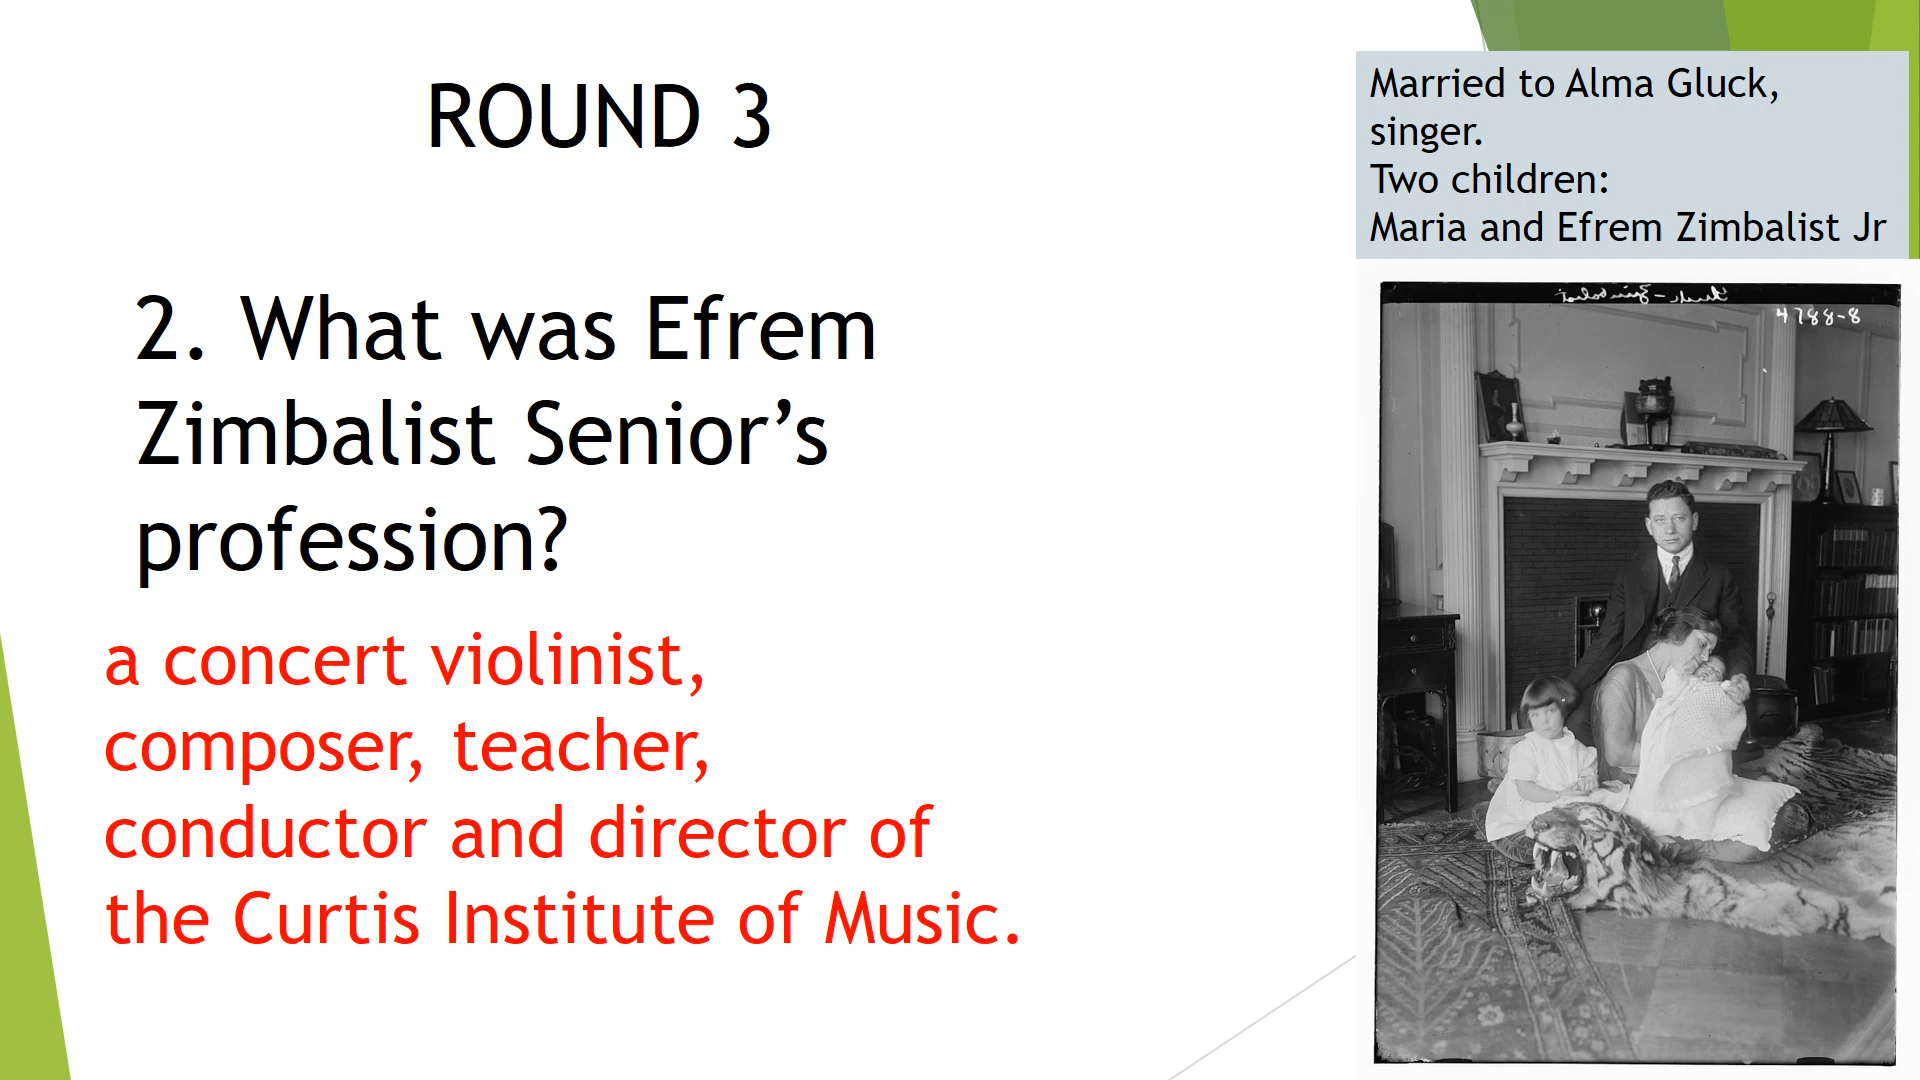 ROUND 3
2. What was Efrem
Zimbalist Senior’s
profession?
a concert violinist,
composer, teacher,
conductor and director of
the Curtis Institute of Music.
Married to Alma Gluck,
singer.
Two children:
Maria and Efrem Zimbalist Jr
4788-8